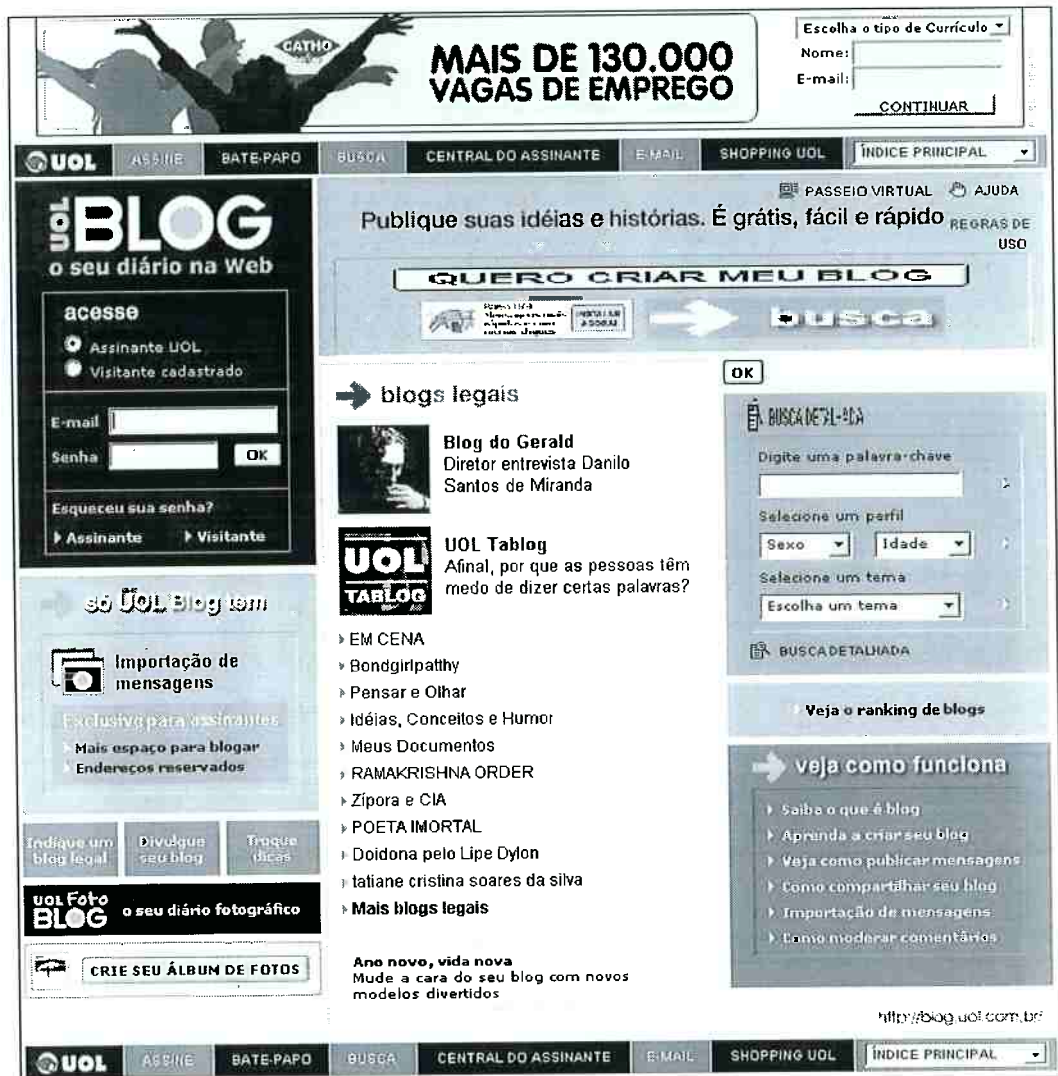 CATHO
MAIS DE 130.000
VAGAS DE EMPREGO
Escolha o tipo de Currículo
Nome:
E-mail:
CONTINUAR
UOL ASSINE BATE-PAPO BUSCA CENTRAL DO ASSINANTE E-MAIL SHOPPING UOL ÍNDICE PRINCIPAL
UOL BLOG
o seu diário na Web
acesse
Assinante UOL
Visitante cadastrado
E-mail
Senha OK
Esqueceu sua senha?
Assinante Visitante
PASSEIO VIRTUAL AJUDA
Publique suas idéias e histórias. É grátis, fácil e rápido REGRAS DE
USO
QUERO CRIAR MEU BLOG
busca
só UOL Blog tem
Importação de
mensagens
Exclusivo para assinantes
Mais espaço para blogar
Endereços reservados
Indique um
blog legal
Divulgue
seu blog
Troque
dicas
UOL Foto
BLOG o seu diário fotográfico
CRIE SEU ÁLBUM DE FOTOS
blogs legais
Blog do Gerald
Diretor entrevista Danilo
Santos de Miranda
UOL
TABLOG
UOL Tablog
Afinal, por que as pessoas têm
medo de dizer certas palavras?
EM CENA
Bondgirlpatthy
Pensar e Olhar
Idéias, Conceitos e Humor
Meus Documentos
RAMAKRISHNA ORDER
Zípora e CIA
POETA IMORTAL
Doidona pelo Lipe Dylon
tatiane cristina soares da silva
Mais blogs legais
Ano novo, vida nova
Mude a cara do seu blog com novos
modelos divertidos
OK
BUSCA DETALHADA
Digite uma palavra-chave
Selecione um perfil
Sexo Idade
Selecione um tema
Escolha um tema
BUSCA DETALHADA
Veja o ranking de blogs
veja como funciona
Saiba o que é blog
Aprenda a criar seu blog
Veja como publicar mensagens
Como compartilhar seu blog
Importação de mensagens
Como moderar comentários
http://blog.uol.com.br/
UOL ASSINE BATE-PAPO BUSCA CENTRAL DO ASSINANTE E-MAIL SHOPPING UOL ÍNDICE PRINCIPAL